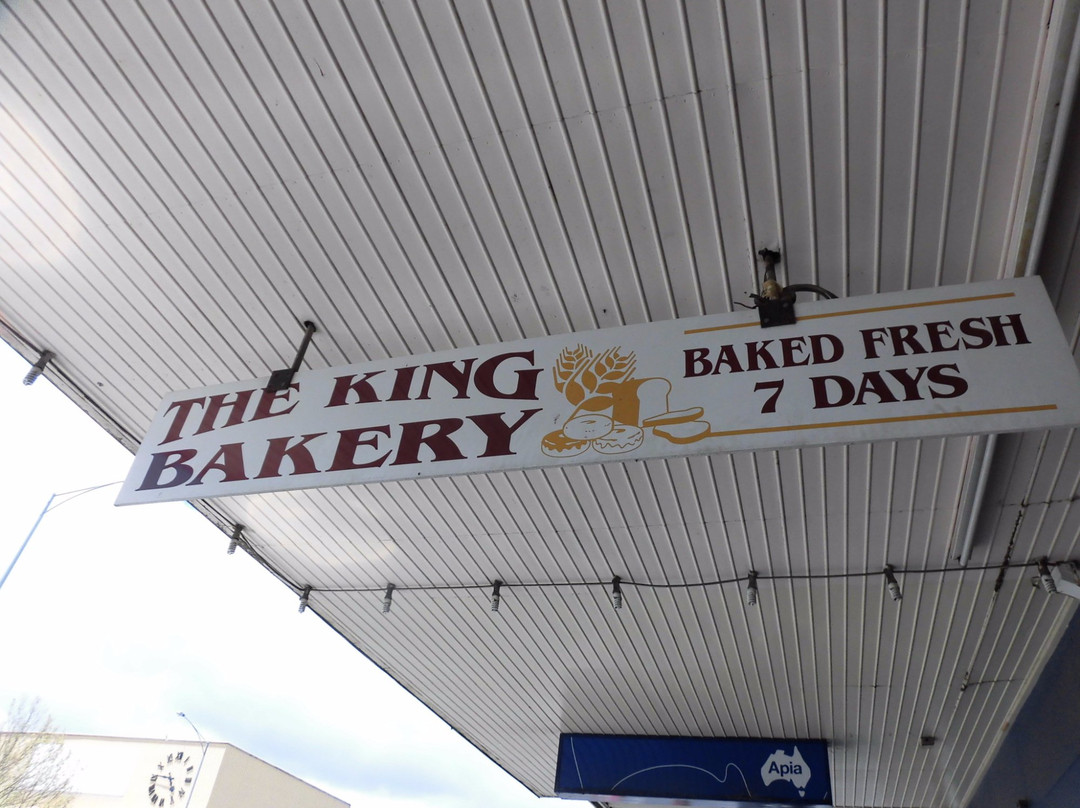 THE KING
BAKERY
BAKED FRESH
7 DAYS
Apia